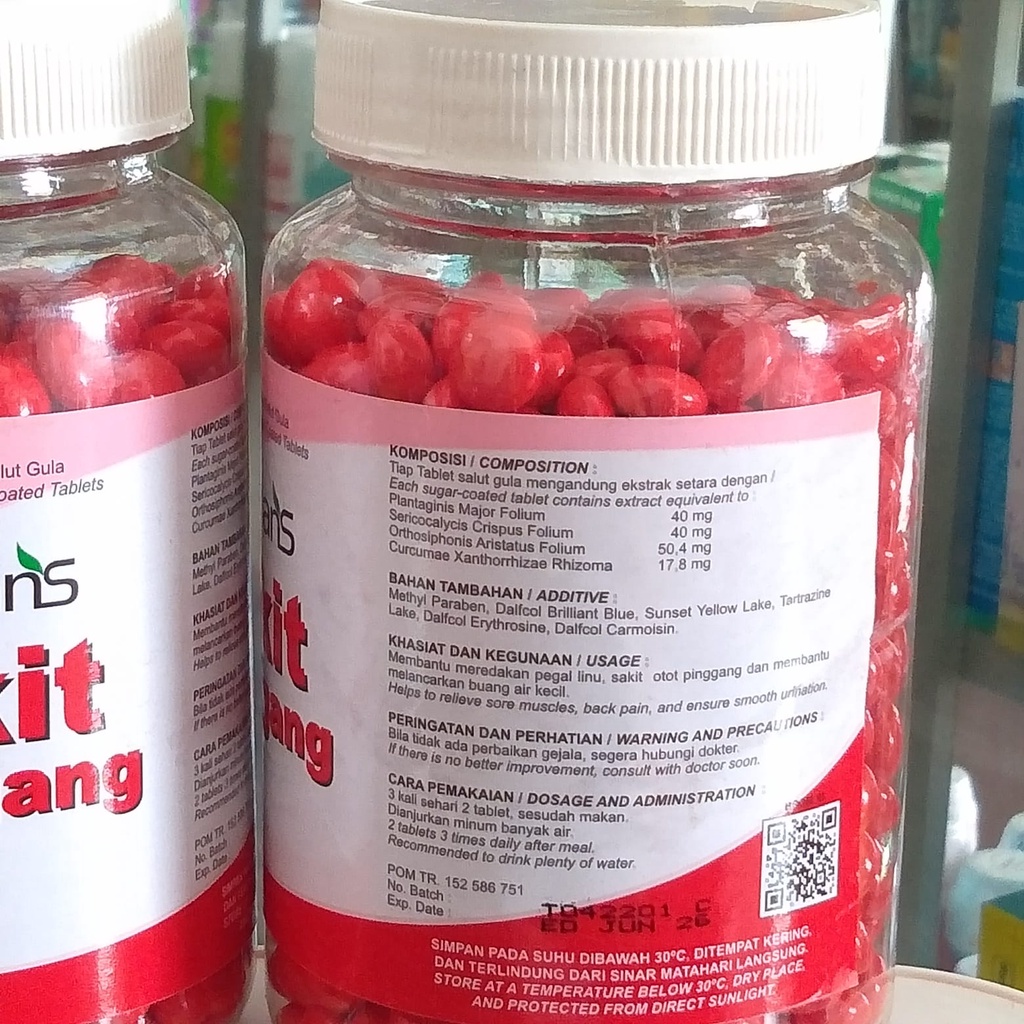 lut Gula
oated Tablets
nS
kit
ang
KOMPOSISI / COMPOSITION :
Tiap Tablet salut gula mengandung ekstrak setara dengan /
Each sugar-coated tablet contains extract equivalent to :
Plantaginis Major Folium 40 mg
Sericocalycis Crispus Folium 40 mg
Orthosiphonis Aristatus Folium 50,4 mg
Curcumae Xanthorrhizae Rhizoma 17,8 mg
BAHAN TAMBAHAN / ADDITIVE :
Methyl Paraben, Dalfcol Brilliant Blue, Sunset Yellow Lake, Tartrazine
Lake, Dalfcol Erythrosine, Dalfcol Carmoisin.
KHASIAT DAN KEGUNAAN / USAGE :
Membantu meredakan pegal linu, sakit otot pinggang dan membantu
melancarkan buang air kecil.
Helps to relieve sore muscles, back pain, and ensure smooth urination.
PERINGATAN DAN PERHATIAN / WARNING AND PRECAUTIONS :
Bila tidak ada perbaikan gejala, segera hubungi dokter.
If there is no better improvement, consult with doctor soon.
CARA PEMAKAIAN / DOSAGE AND ADMINISTRATION :
3 kali sehari 2 tablet, sesudah makan.
Dianjurkan minum banyak air.
2 tablets 3 times daily after meal.
Recommended to drink plenty of water.
POM TR. 152 586 751
No. Batch : T042201 C
Exp. Date : ED JUN 26
SIMPAN PADA SUHU DIBAWAH 30ºC, DITEMPAT KERING,
DAN TERLINDUNG DARI SINAR MATAHARI LANGSUNG.
STORE AT A TEMPERATURE BELOW 30ºC, DRY PLACE,
AND PROTECTED FROM DIRECT SUNLIGHT.